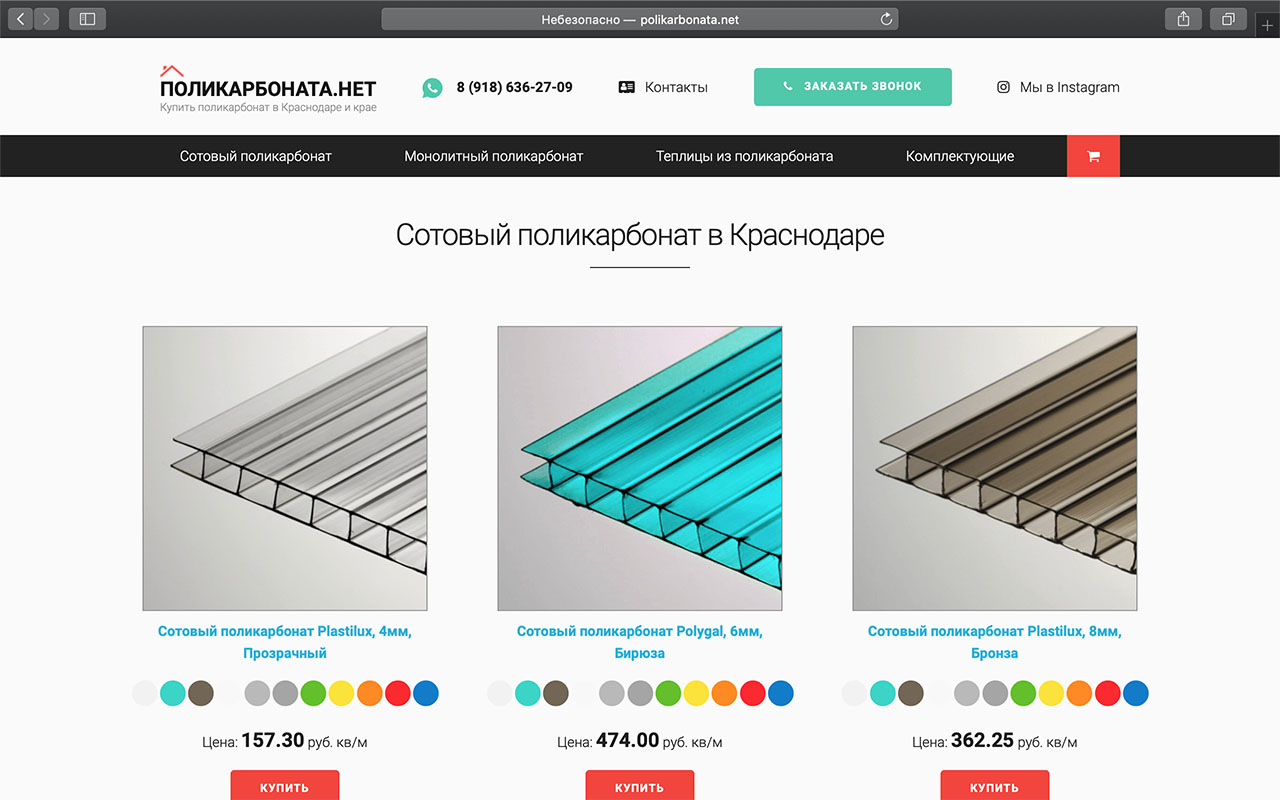 Небезопасно — polikarbonata.net
ПОЛИКАРБОНАТА.НЕТ
Купить поликарбонат в Краснодаре и крае
8 (918) 636-27-09
Контакты
ЗАКАЗАТЬ ЗВОНОК
Мы в Instagram
Сотовый поликарбонат
Монолитный поликарбонат
Теплицы из поликарбоната
Комплектующие
Сотовый поликарбонат в Краснодаре
Сотовый поликарбонат Plastilux, 4мм,
Прозрачный
Цена: 157.30 руб. кв/м
КУПИТЬ
Сотовый поликарбонат Polygal, 6мм,
Бирюза
Цена: 474.00 руб. кв/м
КУПИТЬ
Сотовый поликарбонат Plastilux, 8мм,
Бронза
Цена: 362.25 руб. кв/м
КУПИТЬ